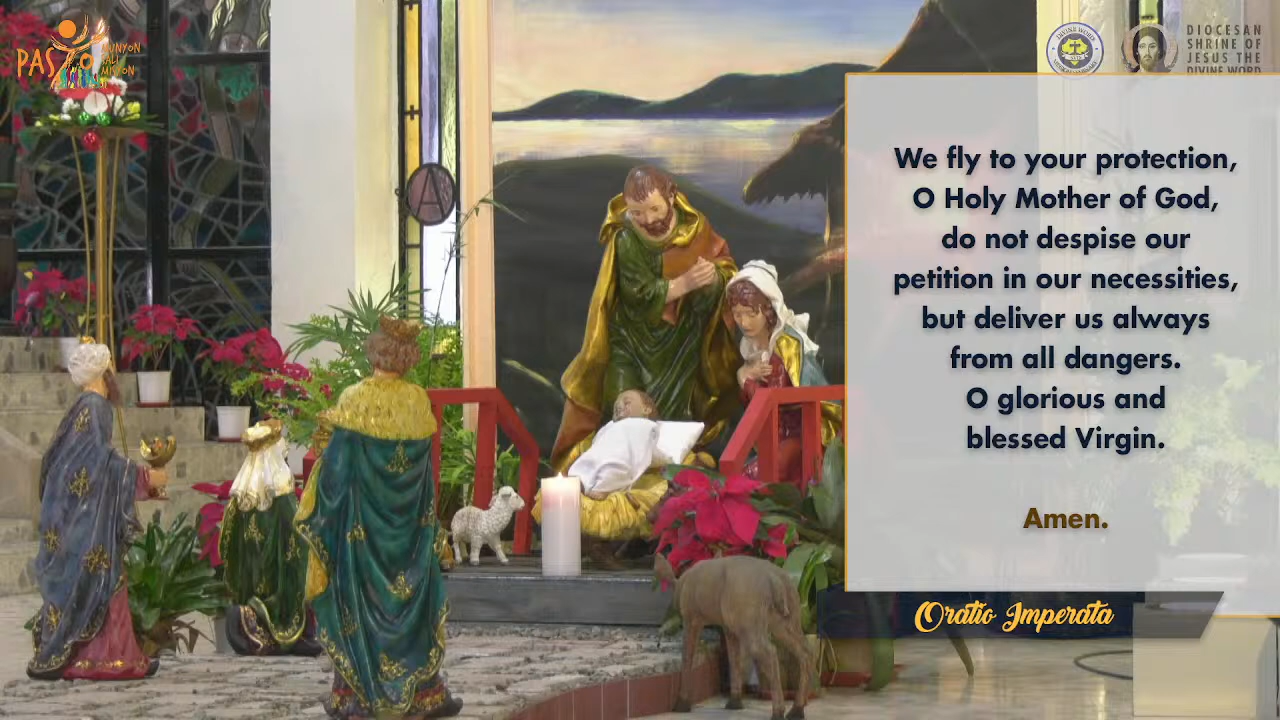 PASKO
DIOCESAN
SHRINE OF
JESUS THE
DIVINE WORD
A
We fly to your protection,
O Holy Mother of God,
do not despise our
petition in our necessities,
but deliver us always
from all dangers.
O glorious and
blessed Virgin.
Amen.
Oratio Imperata